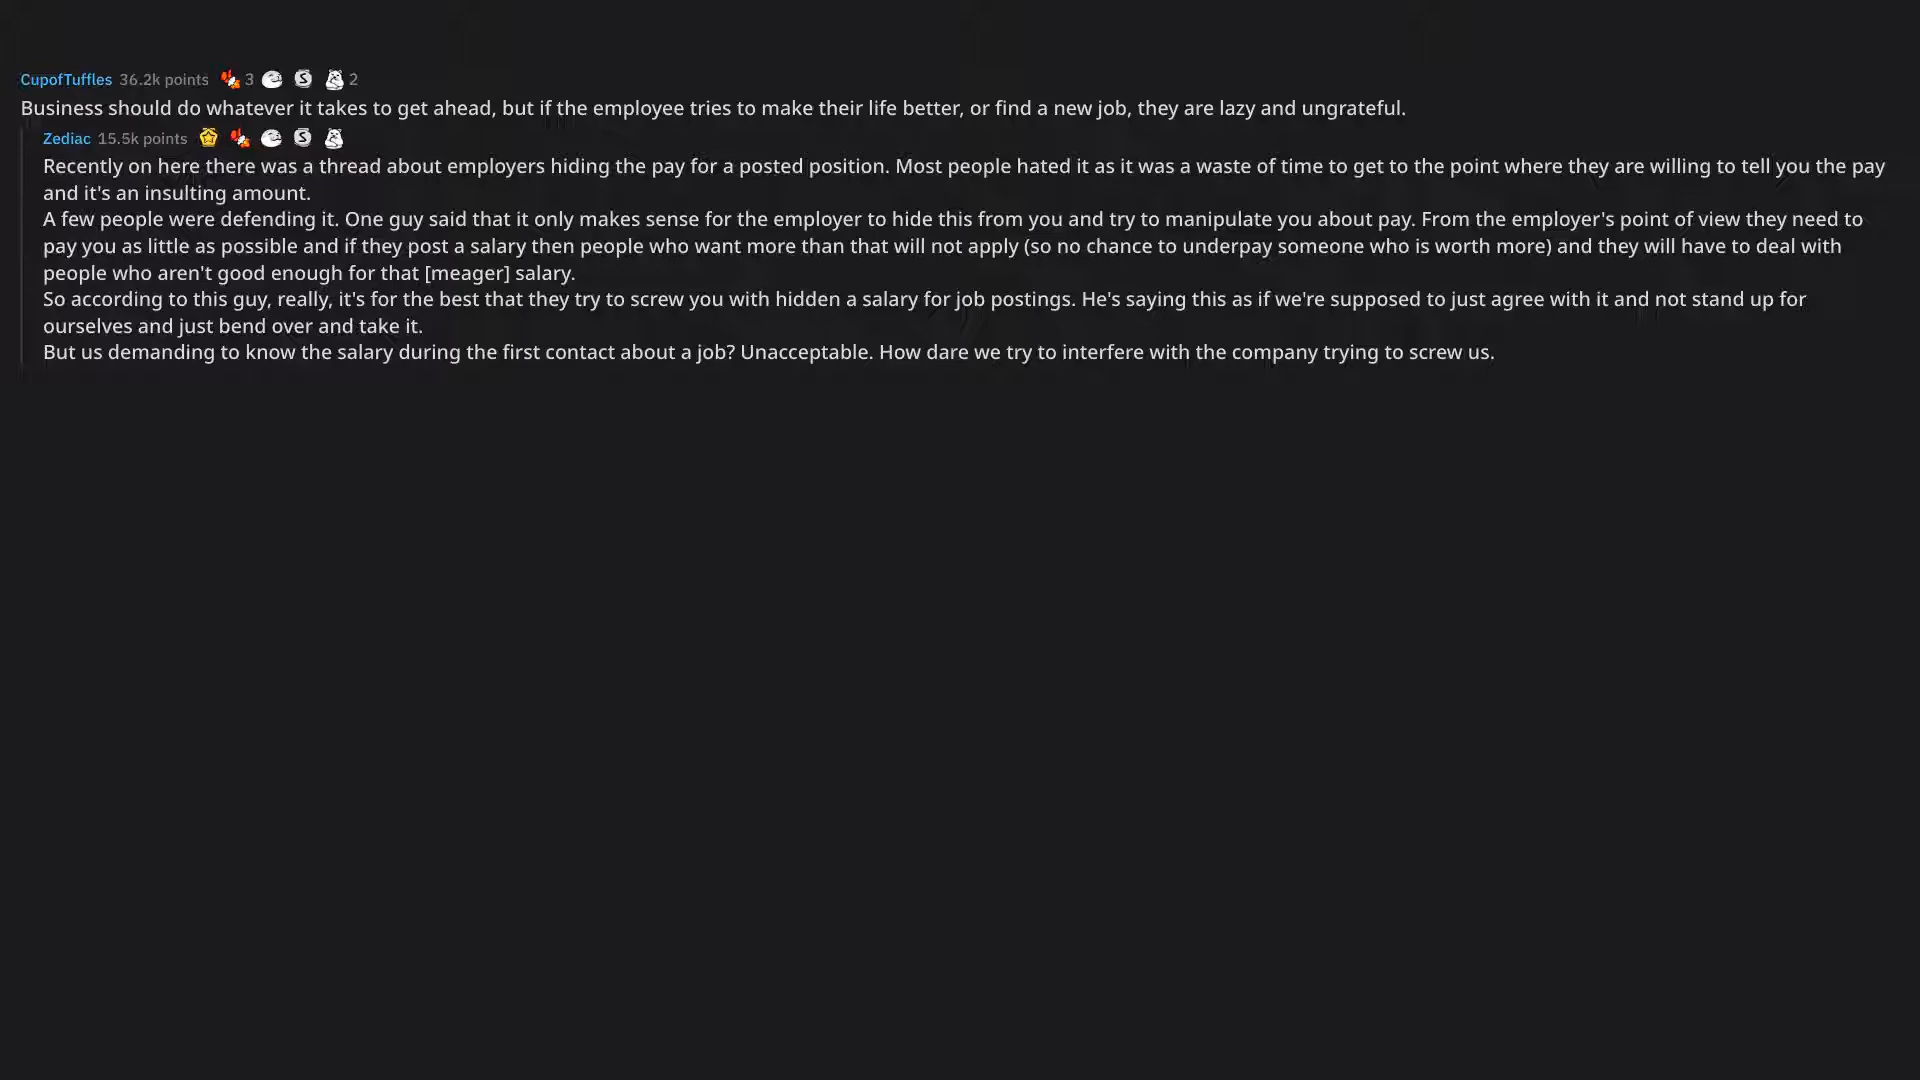 CupofTuffles 36.2k points 3 2
Business should do whatever it takes to get ahead, but if the employee tries to make their life better, or find a new job, they are lazy and ungrateful.
Zediac 15.5k points
Recently on here there was a thread about employers hiding the pay for a posted position. Most people hated it as it was a waste of time to get to the point where they are willing to tell you the pay
and it's an insulting amount.
A few people were defending it. One guy said that it only makes sense for the employer to hide this from you and try to manipulate you about pay. From the employer's point of view they need to
pay you as little as possible and if they post a salary then people who want more than that will not apply (so no chance to underpay someone who is worth more) and they will have to deal with
people who aren't good enough for that [meager] salary.
So according to this guy, really, it's for the best that they try to screw you with hidden a salary for job postings. He's saying this as if we're supposed to just agree with it and not stand up for
ourselves and just bend over and take it.
But us demanding to know the salary during the first contact about a job? Unacceptable. How dare we try to interfere with the company trying to screw us.